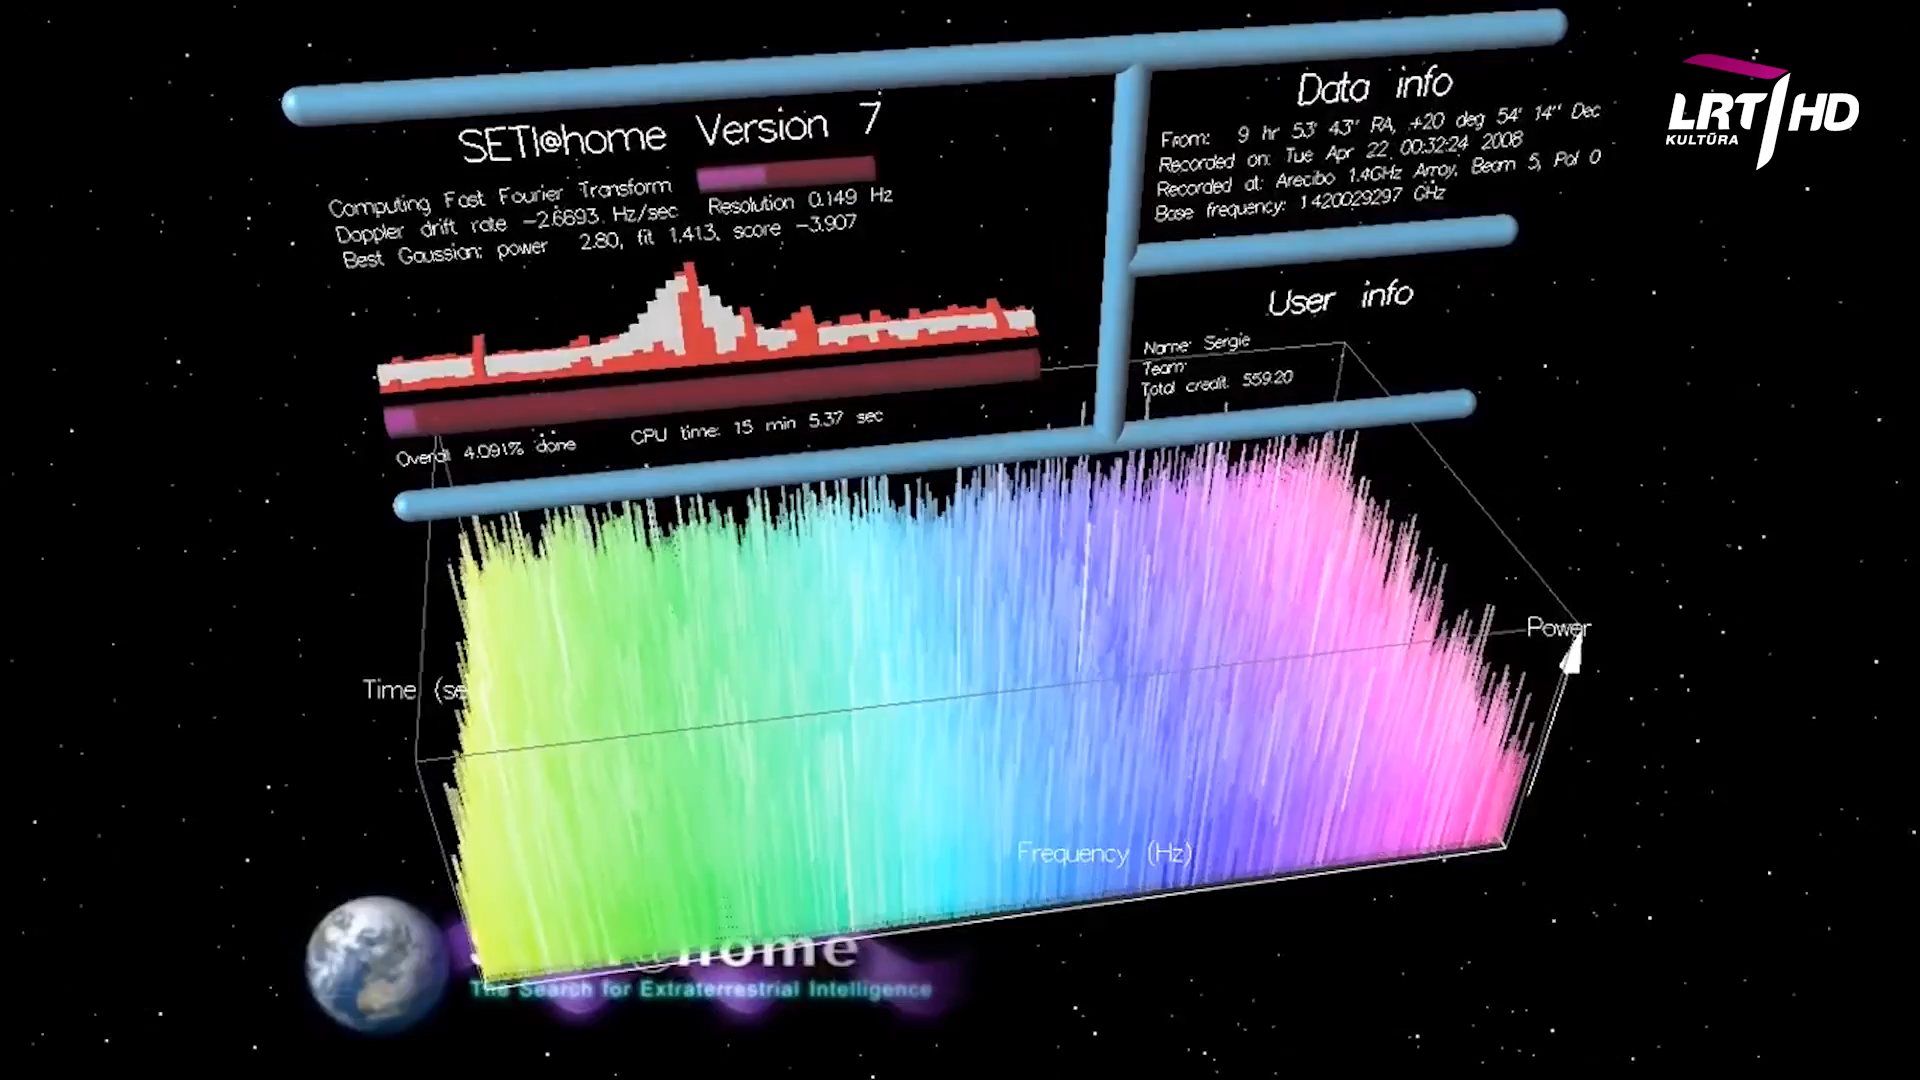 SETI@home Version 7
Computing Fast Fourier Transform
Doppler drift rate -2.6693 Hz/sec Resolution 0.149 Hz
Best Gaussian: power 2.80, fit 1.413, score -3.907
Overall 4.091% done CPU time: 15 min 5.37 sec
Data info
From: 9 hr 53' 43" RA, +20 deg 54' 14" Dec
Recorded on: Tue Apr 22 00:32:24 2008
Recorded at: Arecibo 1.4GHz Array, Beam 5, Pol 0
Base frequency: 1.420029297 GHz
User info
Name: Sergie
Team:
Total credit: 559.20
LRT HD
KULTŪRA
Power
Time (se
Frequency (Hz)
@home
The Search for Extraterrestrial Intelligence